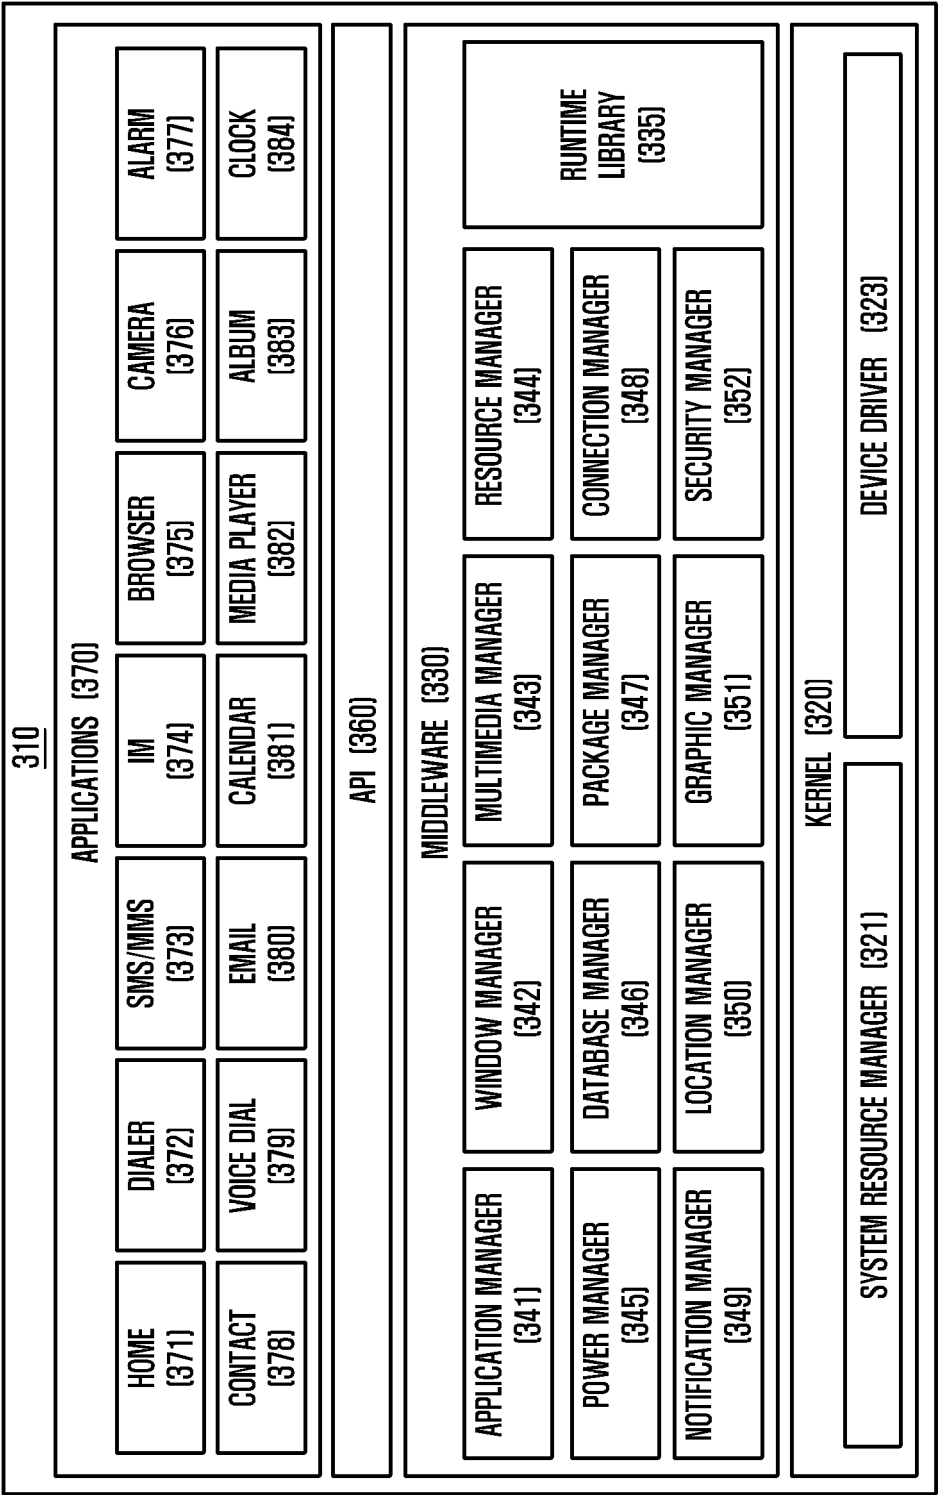 310
APPLICATIONS (370)
HOME
(371)
DIALER
(372)
SMS/MMS
(373)
IM
(374)
BROWSER
(375)
CAMERA
(376)
ALARM
(377)
CONTACT
(378)
VOICE DIAL
(379)
EMAIL
(380)
CALENDAR
(381)
MEDIA PLAYER
(382)
ALBUM
(383)
CLOCK
(384)
API (360)
MIDDLEWARE (330)
APPLICATION MANAGER
(341)
WINDOW MANAGER
(342)
MULTIMEDIA MANAGER
(343)
RESOURCE MANAGER
(344)
POWER MANAGER
(345)
DATABASE MANAGER
(346)
PACKAGE MANAGER
(347)
CONNECTION MANAGER
(348)
NOTIFICATION MANAGER
(349)
LOCATION MANAGER
(350)
GRAPHIC MANAGER
(351)
SECURITY MANAGER
(352)
RUNTIME
LIBRARY
(335)
KERNEL (320)
SYSTEM RESOURCE MANAGER (321)
DEVICE DRIVER (323)